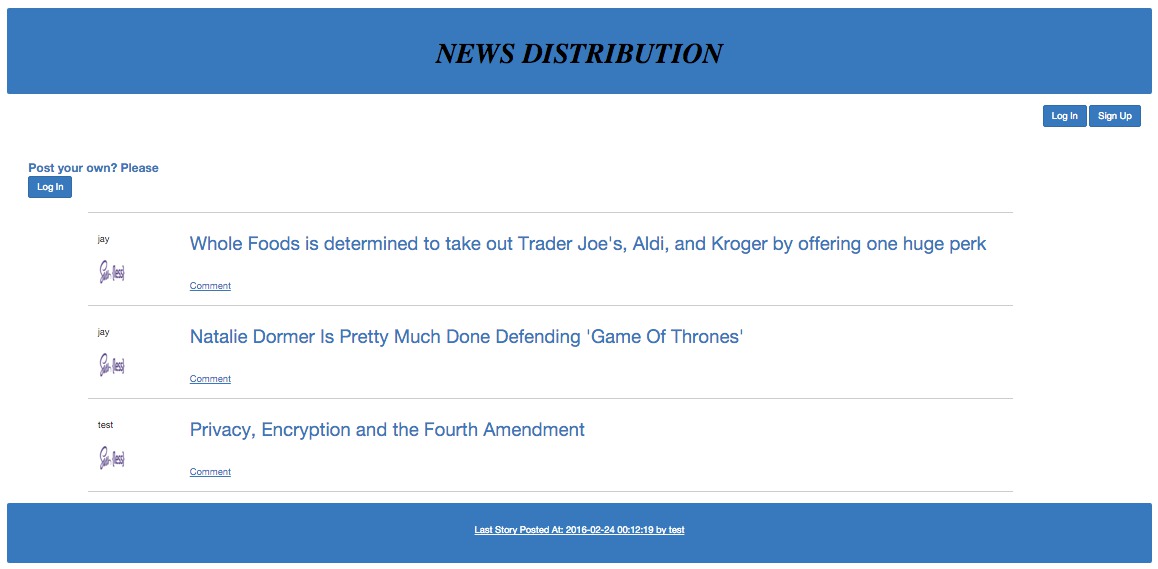 NEWS DISTRIBUTION
Log In Sign Up
Post your own? Please
Log In
jay
Whole Foods is determined to take out Trader Joe's, Aldi, and Kroger by offering one huge perk
{less}
Comment
jay
Natalie Dormer Is Pretty Much Done Defending 'Game Of Thrones'
{less}
Comment
test
Privacy, Encryption and the Fourth Amendment
{less}
Comment
Last Story Posted At: 2016-02-24 00:12:19 by test